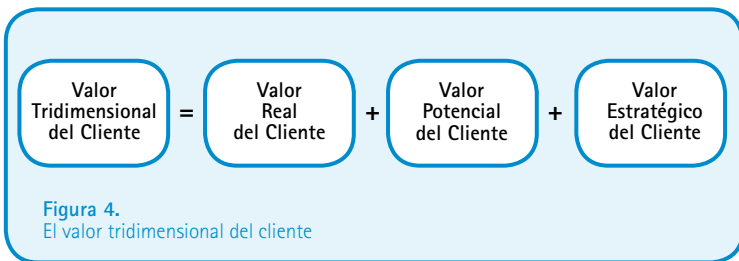 Valor
Tridimensional
del Cliente
=
Valor
Real
del Cliente
+
Valor
Potencial
del Cliente
+
Valor
Estratégico
del Cliente
Figura 4.
El valor tridimensional del cliente